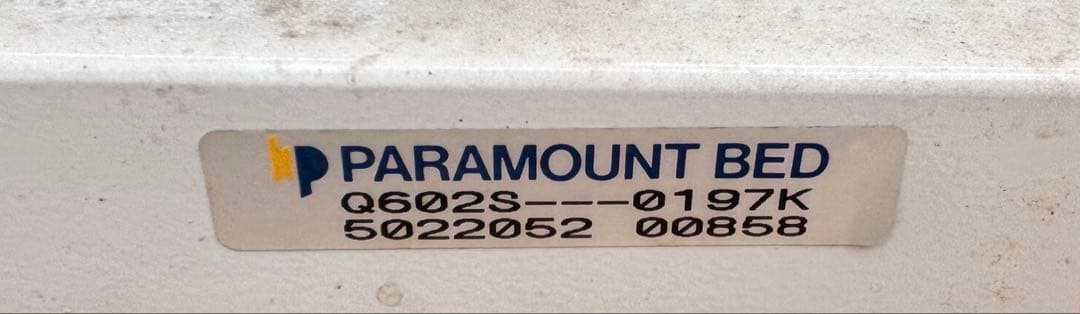 PARAMOUNT BED
Q602S---0197K
5022052 00858